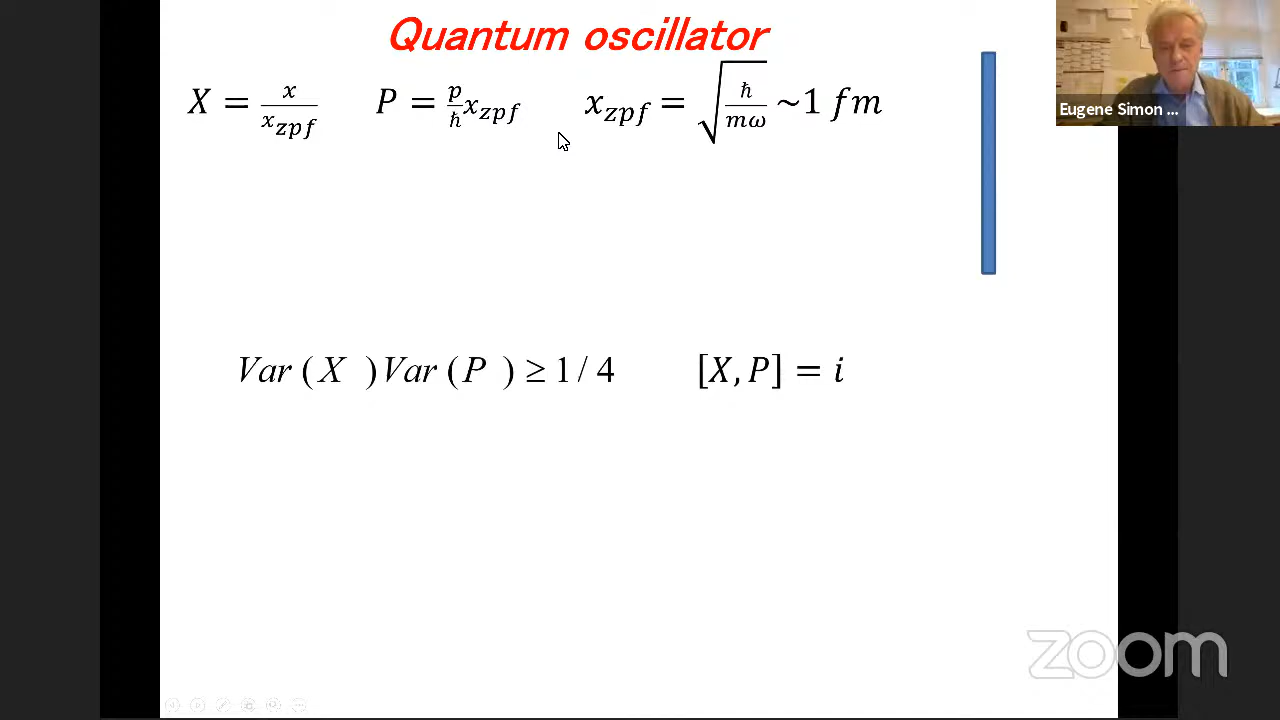 Quantum oscillator
X = x/x_zpf    P = p/ħ x_zpf    x_zpf = √(ħ/mω) ~1 fm
Eugene Simon ...
Var ( X ) Var ( P ) ≥ 1 / 4    [X, P] = i
zoom